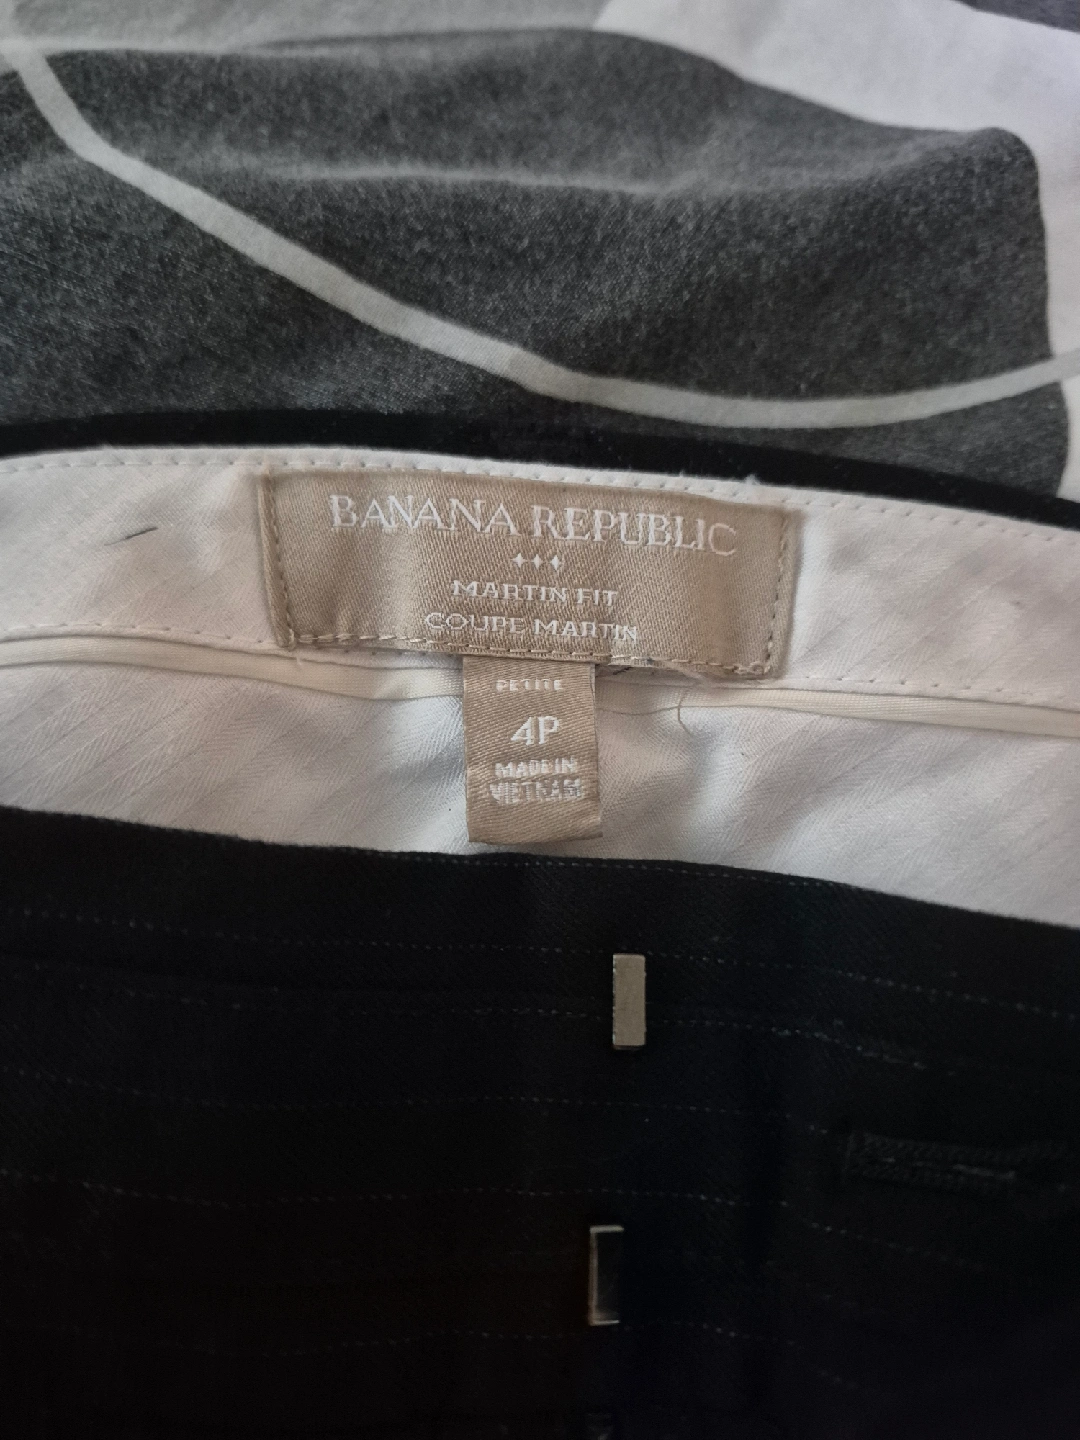 BANANA REPUBLIC
MARTIN FIT
COUPE MARTIN
PETITE
4P
MADE IN
VIETNAM